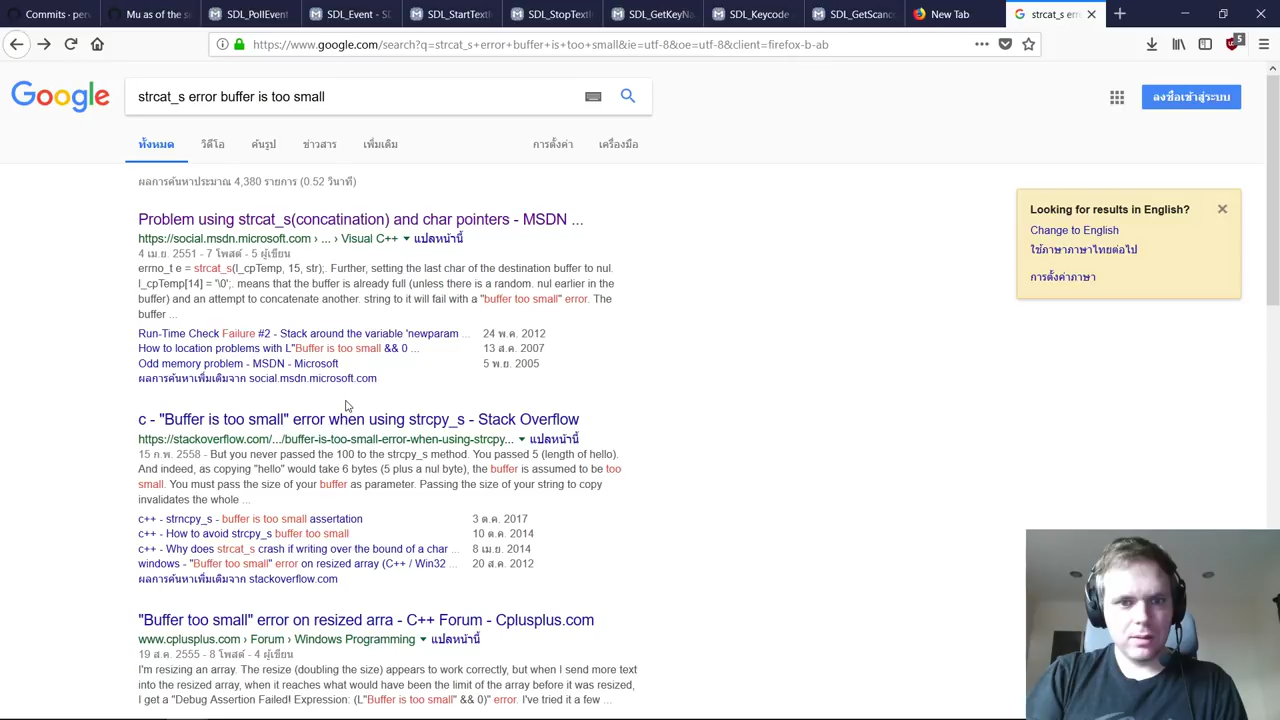 Commits - perv
Mu as of the m
SDL_PollEvent
SDL_Event
SDL_StartTextI
SDL_StopTextI
SDL_GetKeyNa
SDL_Keycode
SDL_GetScanc
New Tab
strcat_s erro
https://www.google.com/search?q=strcat_s+error+buffer+is+too+small&ie=utf-8&oe=utf-8&client=firefox-b-ab
5
Google
strcat_s error buffer is too small
ลงชื่อเข้าสู่ระบบ
ทั้งหมด วิดีโอ ค้นรูป ข่าวสาร เพิ่มเติม การตั้งค่า เครื่องมือ
ผลการค้นหาประมาณ 4,380 รายการ (0.52 วินาที)
Problem using strcat_s(concatination) and char pointers - MSDN ...
https://social.msdn.microsoft.com › ... › Visual C++ ▼ แปลหน้านี้
4 เม.ย. 2551 - 7 โพสต์ - 5 ผู้เขียน
errno_t e = strcat_s(l_cpTemp, 15, str);. Further, setting the last char of the destination buffer to nul.
l_cpTemp[14] = '\0';. means that the buffer is already full (unless there is a random. nul earlier in the
buffer) and an attempt to concatenate another. string to it will fail with a "buffer too small" error. The
buffer ...
Run-Time Check Failure #2 - Stack around the variable 'newparam ... 24 พ.ค. 2012
How to location problems with L"Buffer is too small && 0 ... 13 ส.ค. 2007
Odd memory problem - MSDN - Microsoft 5 พ.ย. 2005
ผลการค้นหาเพิ่มเติมจาก social.msdn.microsoft.com
c - "Buffer is too small" error when using strcpy_s - Stack Overflow
https://stackoverflow.com/.../buffer-is-too-small-error-when-using-strcpy... ▼ แปลหน้านี้
15 ก.พ. 2558 - But you never passed the 100 to the strcpy_s method. You passed 5 (length of hello).
And indeed, as copying "hello" would take 6 bytes (5 plus a nul byte), the buffer is assumed to be too
small. You must pass the size of your buffer as parameter. Passing the size of your string to copy
invalidates the whole ...
c++ - strncpy_s - buffer is too small assertation 3 ต.ค. 2017
c++ - How to avoid strcpy_s buffer too small 10 ต.ค. 2014
c++ - Why does strcat_s crash if writing over the bound of a char ... 8 เม.ย. 2014
windows - "Buffer too small" error on resized array (C++ / Win32 ... 20 ส.ค. 2012
ผลการค้นหาเพิ่มเติมจาก stackoverflow.com
"Buffer too small" error on resized arra - C++ Forum - Cplusplus.com
www.cplusplus.com › Forum › Windows Programming ▼ แปลหน้านี้
19 ส.ค. 2555 - 8 โพสต์ - 4 ผู้เขียน
I'm resizing an array. The resize (doubling the size) appears to work correctly, but when I send more text
into the resized array, when it reaches what would have been the limit of the array before it was resized,
I get a "Debug Assertion Failed! Expression: (L"Buffer is too small" && 0)" error. I've tried it a few ...
Looking for results in English?
Change to English
ใช้ภาษาภาษาไทยต่อไป
การตั้งค่าภาษา